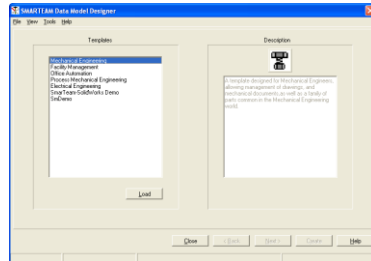 SMARTEAM Data Model Designer
File View Tools Help
Templates
Mechanical Engineering
Facility Management
Office Automation
Process Mechanical Engineering
Electrical Engineering
SmarTeam SolidWorks Demo
SmDemo
Load
Description
A template designed by Mechanical Engineers,
allowing management of drawings, and
mechanical documents,as well as a family of
parts common in the Mechanical Engineering
world.
Close < Back Next > Create Help